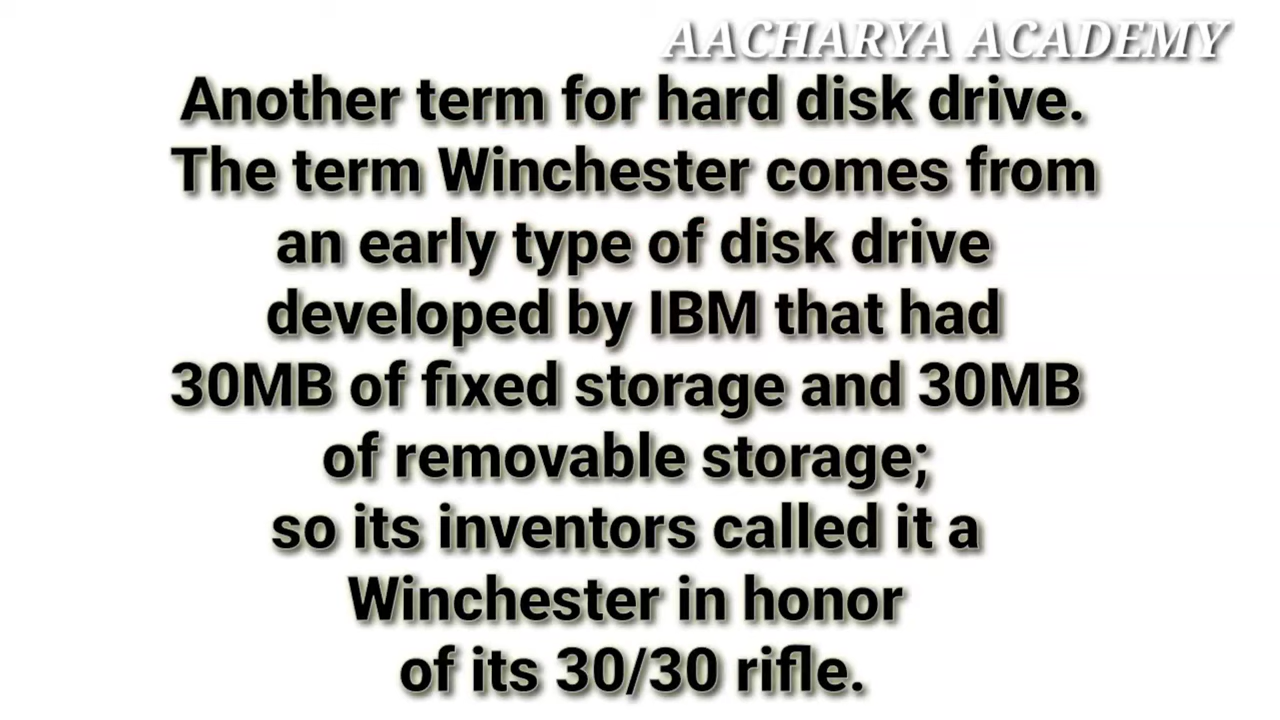 AACHARYA ACADEMY
Another term for hard disk drive.
The term Winchester comes from
an early type of disk drive
developed by IBM that had
30MB of fixed storage and 30MB
of removable storage;
so its inventors called it a
Winchester in honor
of its 30/30 rifle.